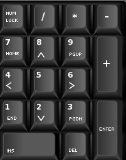 NUM LOCK / * -
7 HOME 8 9 PGUP +
4 5 6
1 END 2 3 PGDN ENTER
INS DEL